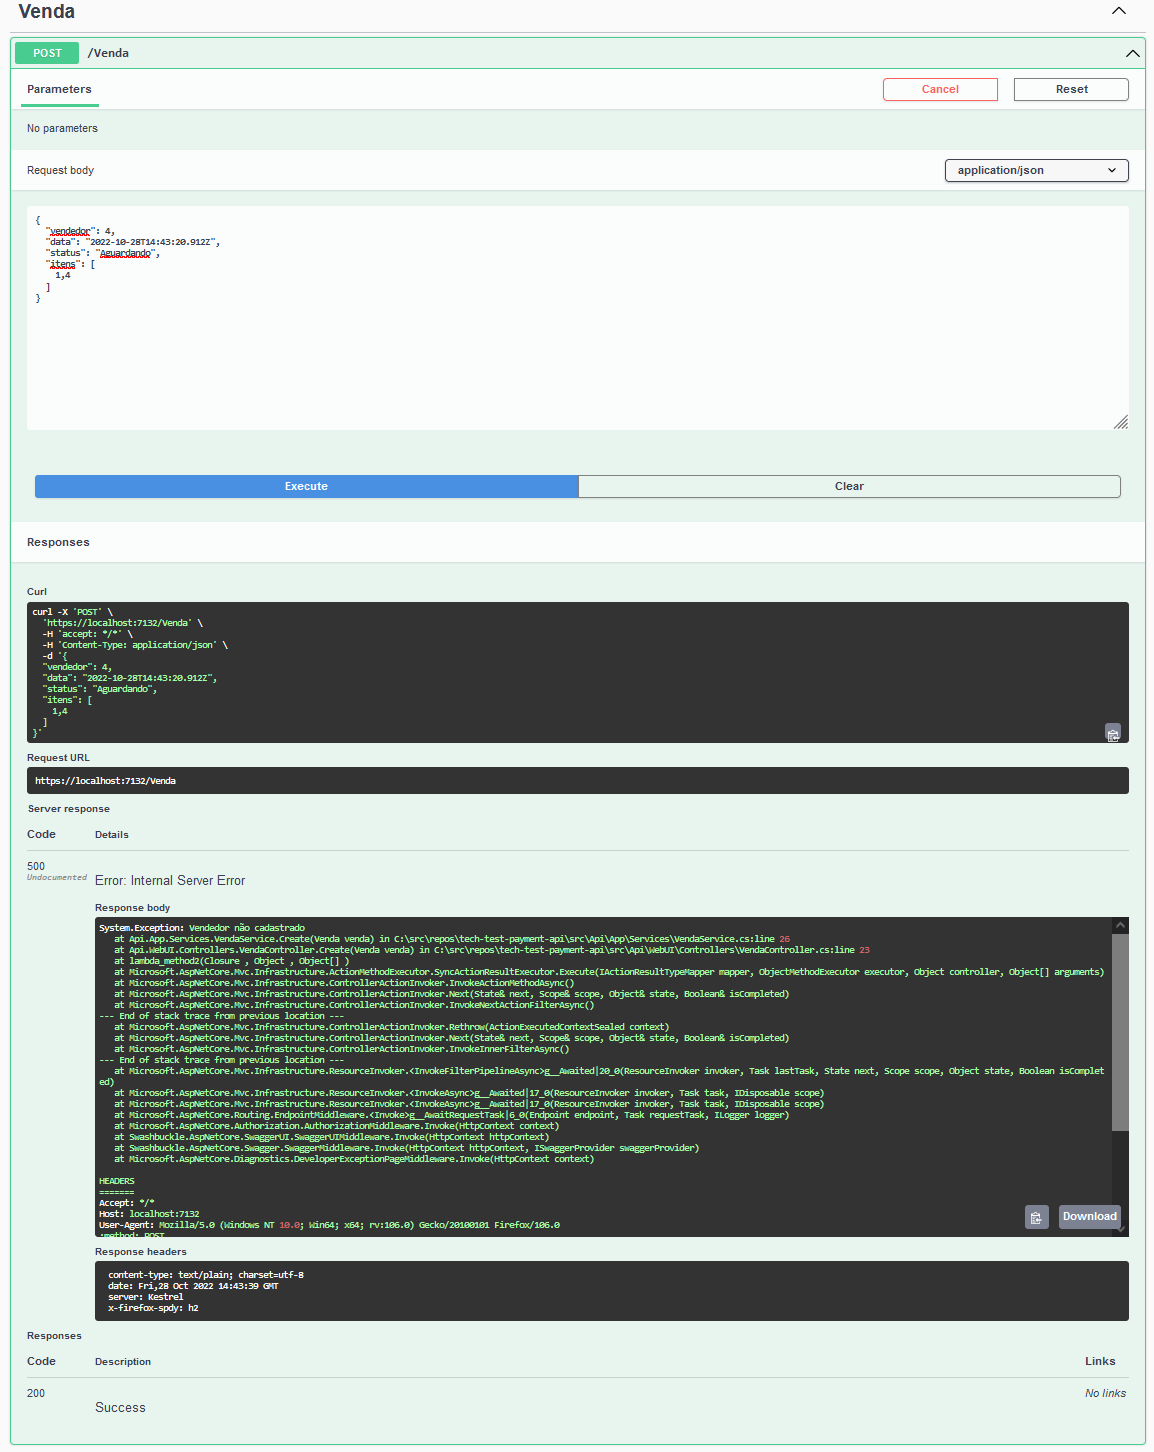 Venda
POST /Venda
Parameters Cancel Reset
No parameters
Request body application/json
{
"vendedor": 4,
"data": "2022-10-28T14:43:20.912Z",
"status": "Aguardando",
"itens": [
1,4
]
}
Execute Clear
Responses
Curl
curl -X 'POST' \
'https://localhost:7132/Venda' \
-H 'accept: */*' \
-H 'Content-Type: application/json' \
-d '{
"vendedor": 4,
"data": "2022-10-28T14:43:20.912Z",
"status": "Aguardando",
"itens": [
1,4
]
}'
Request URL
https://localhost:7132/Venda
Server response
Code Details
500
Undocumented
Error: Internal Server Error
Response body
System.Exception: Vendedor não cadastrado
at Api.App.Services.VendaService.Create(Venda venda) in C:\src\repos\tech-test-payment-api\src\Api\App\Services\VendaService.cs:line 26
at Api.WebUI.Controllers.VendaController.Create(Venda venda) in C:\src\repos\tech-test-payment-api\src\Api\WebUI\Controllers\VendaController.cs:line 23
at lambda_method2(Closure , Object , Object[] )
at Microsoft.AspNetCore.Mvc.Infrastructure.ActionMethodExecutor.SyncActionResultExecutor.Execute(IActionResultTypeMapper mapper, ObjectMethodExecutor executor, Object controller, Object[] arguments)
at Microsoft.AspNetCore.Mvc.Infrastructure.ControllerActionInvoker.InvokeActionMethodAsync()
at Microsoft.AspNetCore.Mvc.Infrastructure.ControllerActionInvoker.Next(State& next, Scope& scope, Object& state, Boolean& isCompleted)
at Microsoft.AspNetCore.Mvc.Infrastructure.ControllerActionInvoker.InvokeNextActionFilterAsync()
--- End of stack trace from previous location ---
at Microsoft.AspNetCore.Mvc.Infrastructure.ControllerActionInvoker.Rethrow(ActionExecutedContextSealed context)
at Microsoft.AspNetCore.Mvc.Infrastructure.ControllerActionInvoker.Next(State& next, Scope& scope, Object& state, Boolean& isCompleted)
at Microsoft.AspNetCore.Mvc.Infrastructure.ControllerActionInvoker.InvokeInnerFilterAsync()
--- End of stack trace from previous location ---
at Microsoft.AspNetCore.Mvc.Infrastructure.ResourceInvoker.<InvokeFilterPipelineAsync>g__Awaited|20_0(ResourceInvoker invoker, Task lastTask, State next, Scope scope, Object state, Boolean isComplet
ed)
at Microsoft.AspNetCore.Mvc.Infrastructure.ResourceInvoker.<InvokeAsync>g__Awaited|17_0(ResourceInvoker invoker, Task task, IDisposable scope)
at Microsoft.AspNetCore.Mvc.Infrastructure.ResourceInvoker.<InvokeAsync>g__Awaited|17_0(ResourceInvoker invoker, Task task, IDisposable scope)
at Microsoft.AspNetCore.Routing.EndpointMiddleware.<Invoke>g__AwaitRequestTask|6_0(Endpoint endpoint, Task requestTask, ILogger logger)
at Microsoft.AspNetCore.Authorization.AuthorizationMiddleware.Invoke(HttpContext context)
at Swashbuckle.AspNetCore.SwaggerUI.SwaggerUIMiddleware.Invoke(HttpContext httpContext)
at Swashbuckle.AspNetCore.Swagger.SwaggerMiddleware.Invoke(HttpContext httpContext, ISwaggerProvider swaggerProvider)
at Microsoft.AspNetCore.Diagnostics.DeveloperExceptionPageMiddleware.Invoke(HttpContext context)
HEADERS
=======
Accept: */*
Host: localhost:7132
User-Agent: Mozilla/5.0 (Windows NT 10.0; Win64; x64; rv:106.0) Gecko/20100101 Firefox/106.0
:method: POST
Download
Response headers
content-type: text/plain; charset=utf-8
date: Fri,28 Oct 2022 14:43:39 GMT
server: Kestrel
x-firefox-spdy: h2
Responses
Code Description Links
200 No links
Success